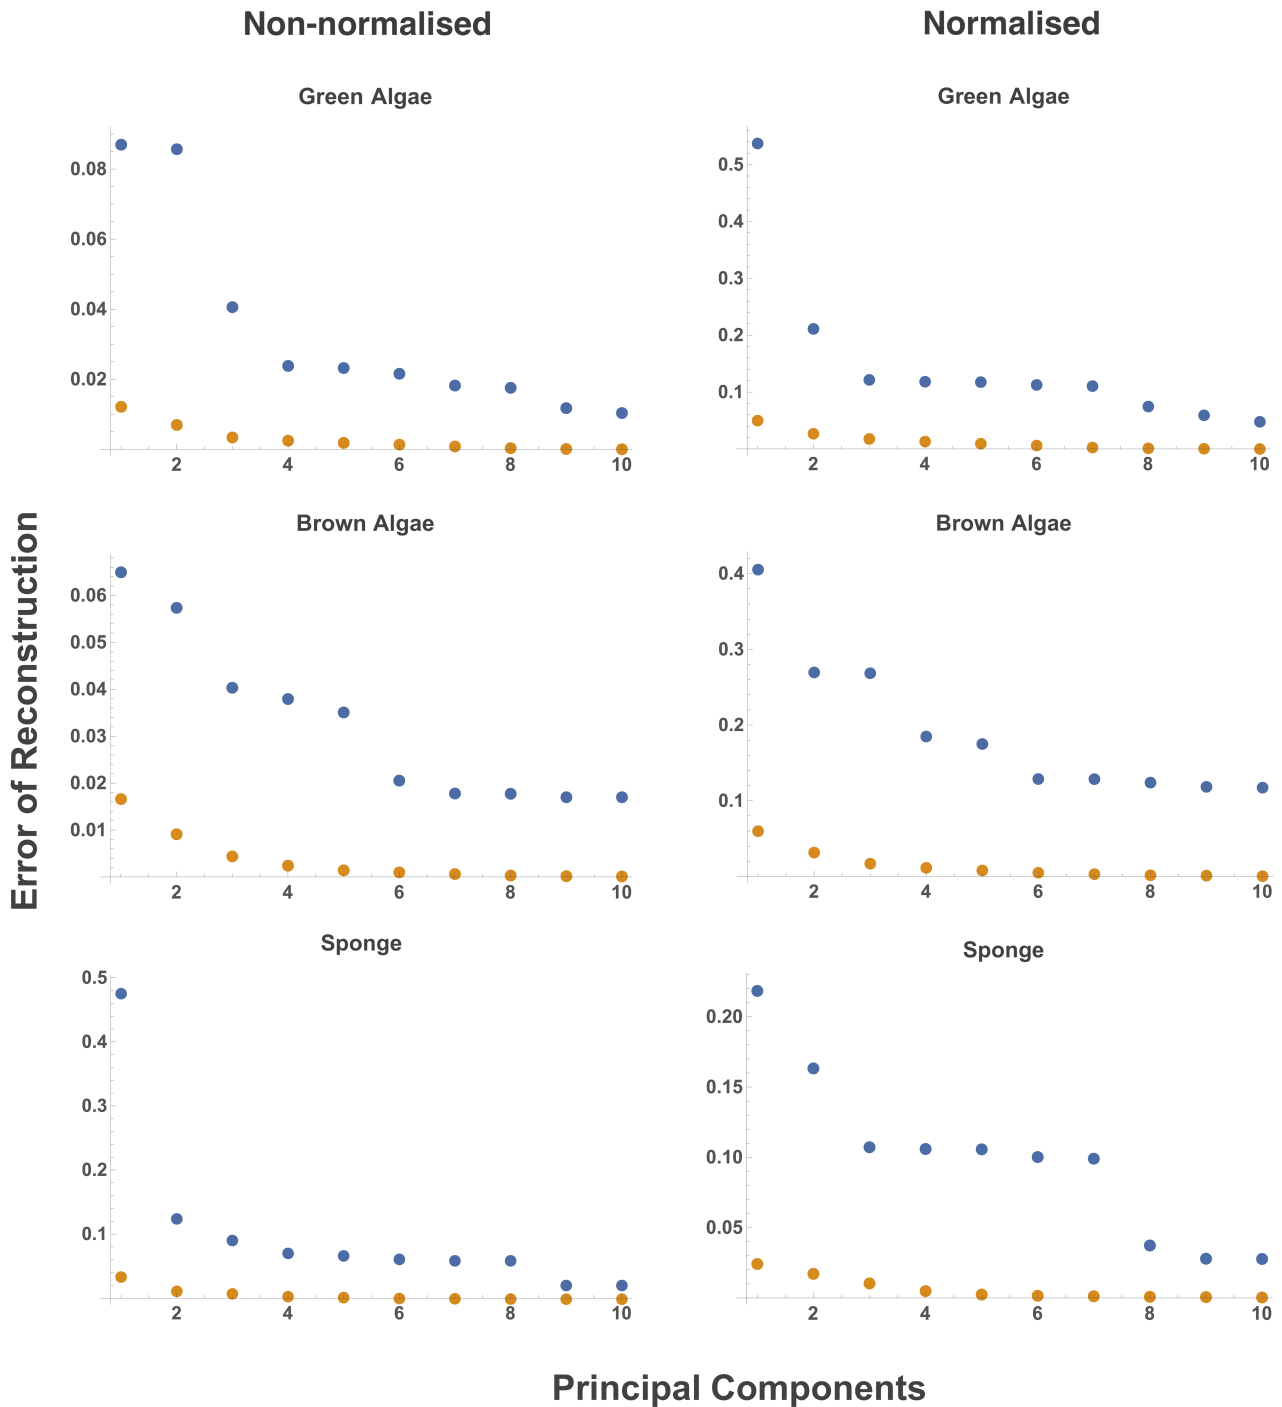 Non-normalised
Normalised
Green Algae
0.08
0.06
0.04
0.02
2 4 6 8 10
Green Algae
0.5
0.4
0.3
0.2
0.1
2 4 6 8 10
Error of Reconstruction
Brown Algae
0.06
0.05
0.04
0.03
0.02
0.01
2 4 6 8 10
Brown Algae
0.4
0.3
0.2
0.1
2 4 6 8 10
Sponge
0.5
0.4
0.3
0.2
0.1
2 4 6 8 10
Sponge
0.20
0.15
0.10
0.05
2 4 6 8 10
Principal Components